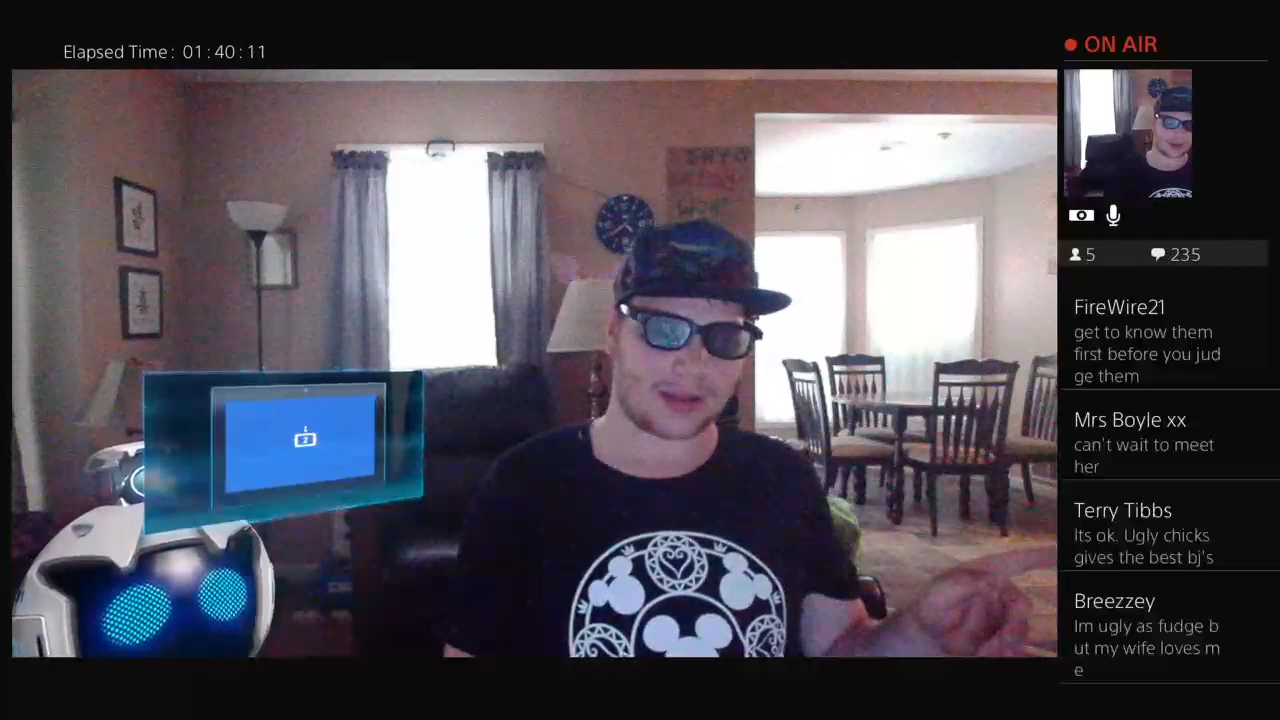 Elapsed Time: 01:40:11
ON AIR
5
235
FireWire21
get to know them
first before you jud
ge them
Mrs Boyle xx
can't wait to meet
her
Terry Tibbs
Its ok. Ugly chicks
gives the best bj's
Breezzey
Im ugly as fudge b
ut my wife loves m
e
2